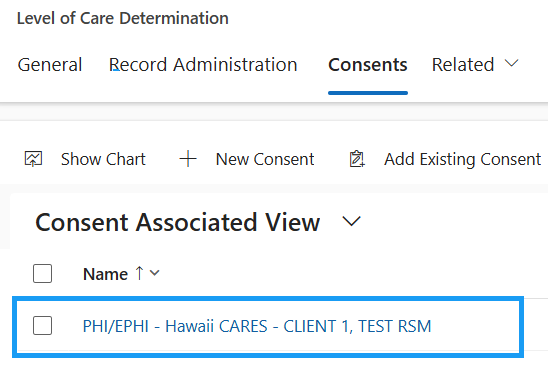 Level of Care Determination
General Record Administration Consents Related
Show Chart New Consent Add Existing Consent
Consent Associated View
Name
PHI/EPHI - Hawaii CARES - CLIENT 1, TEST RSM